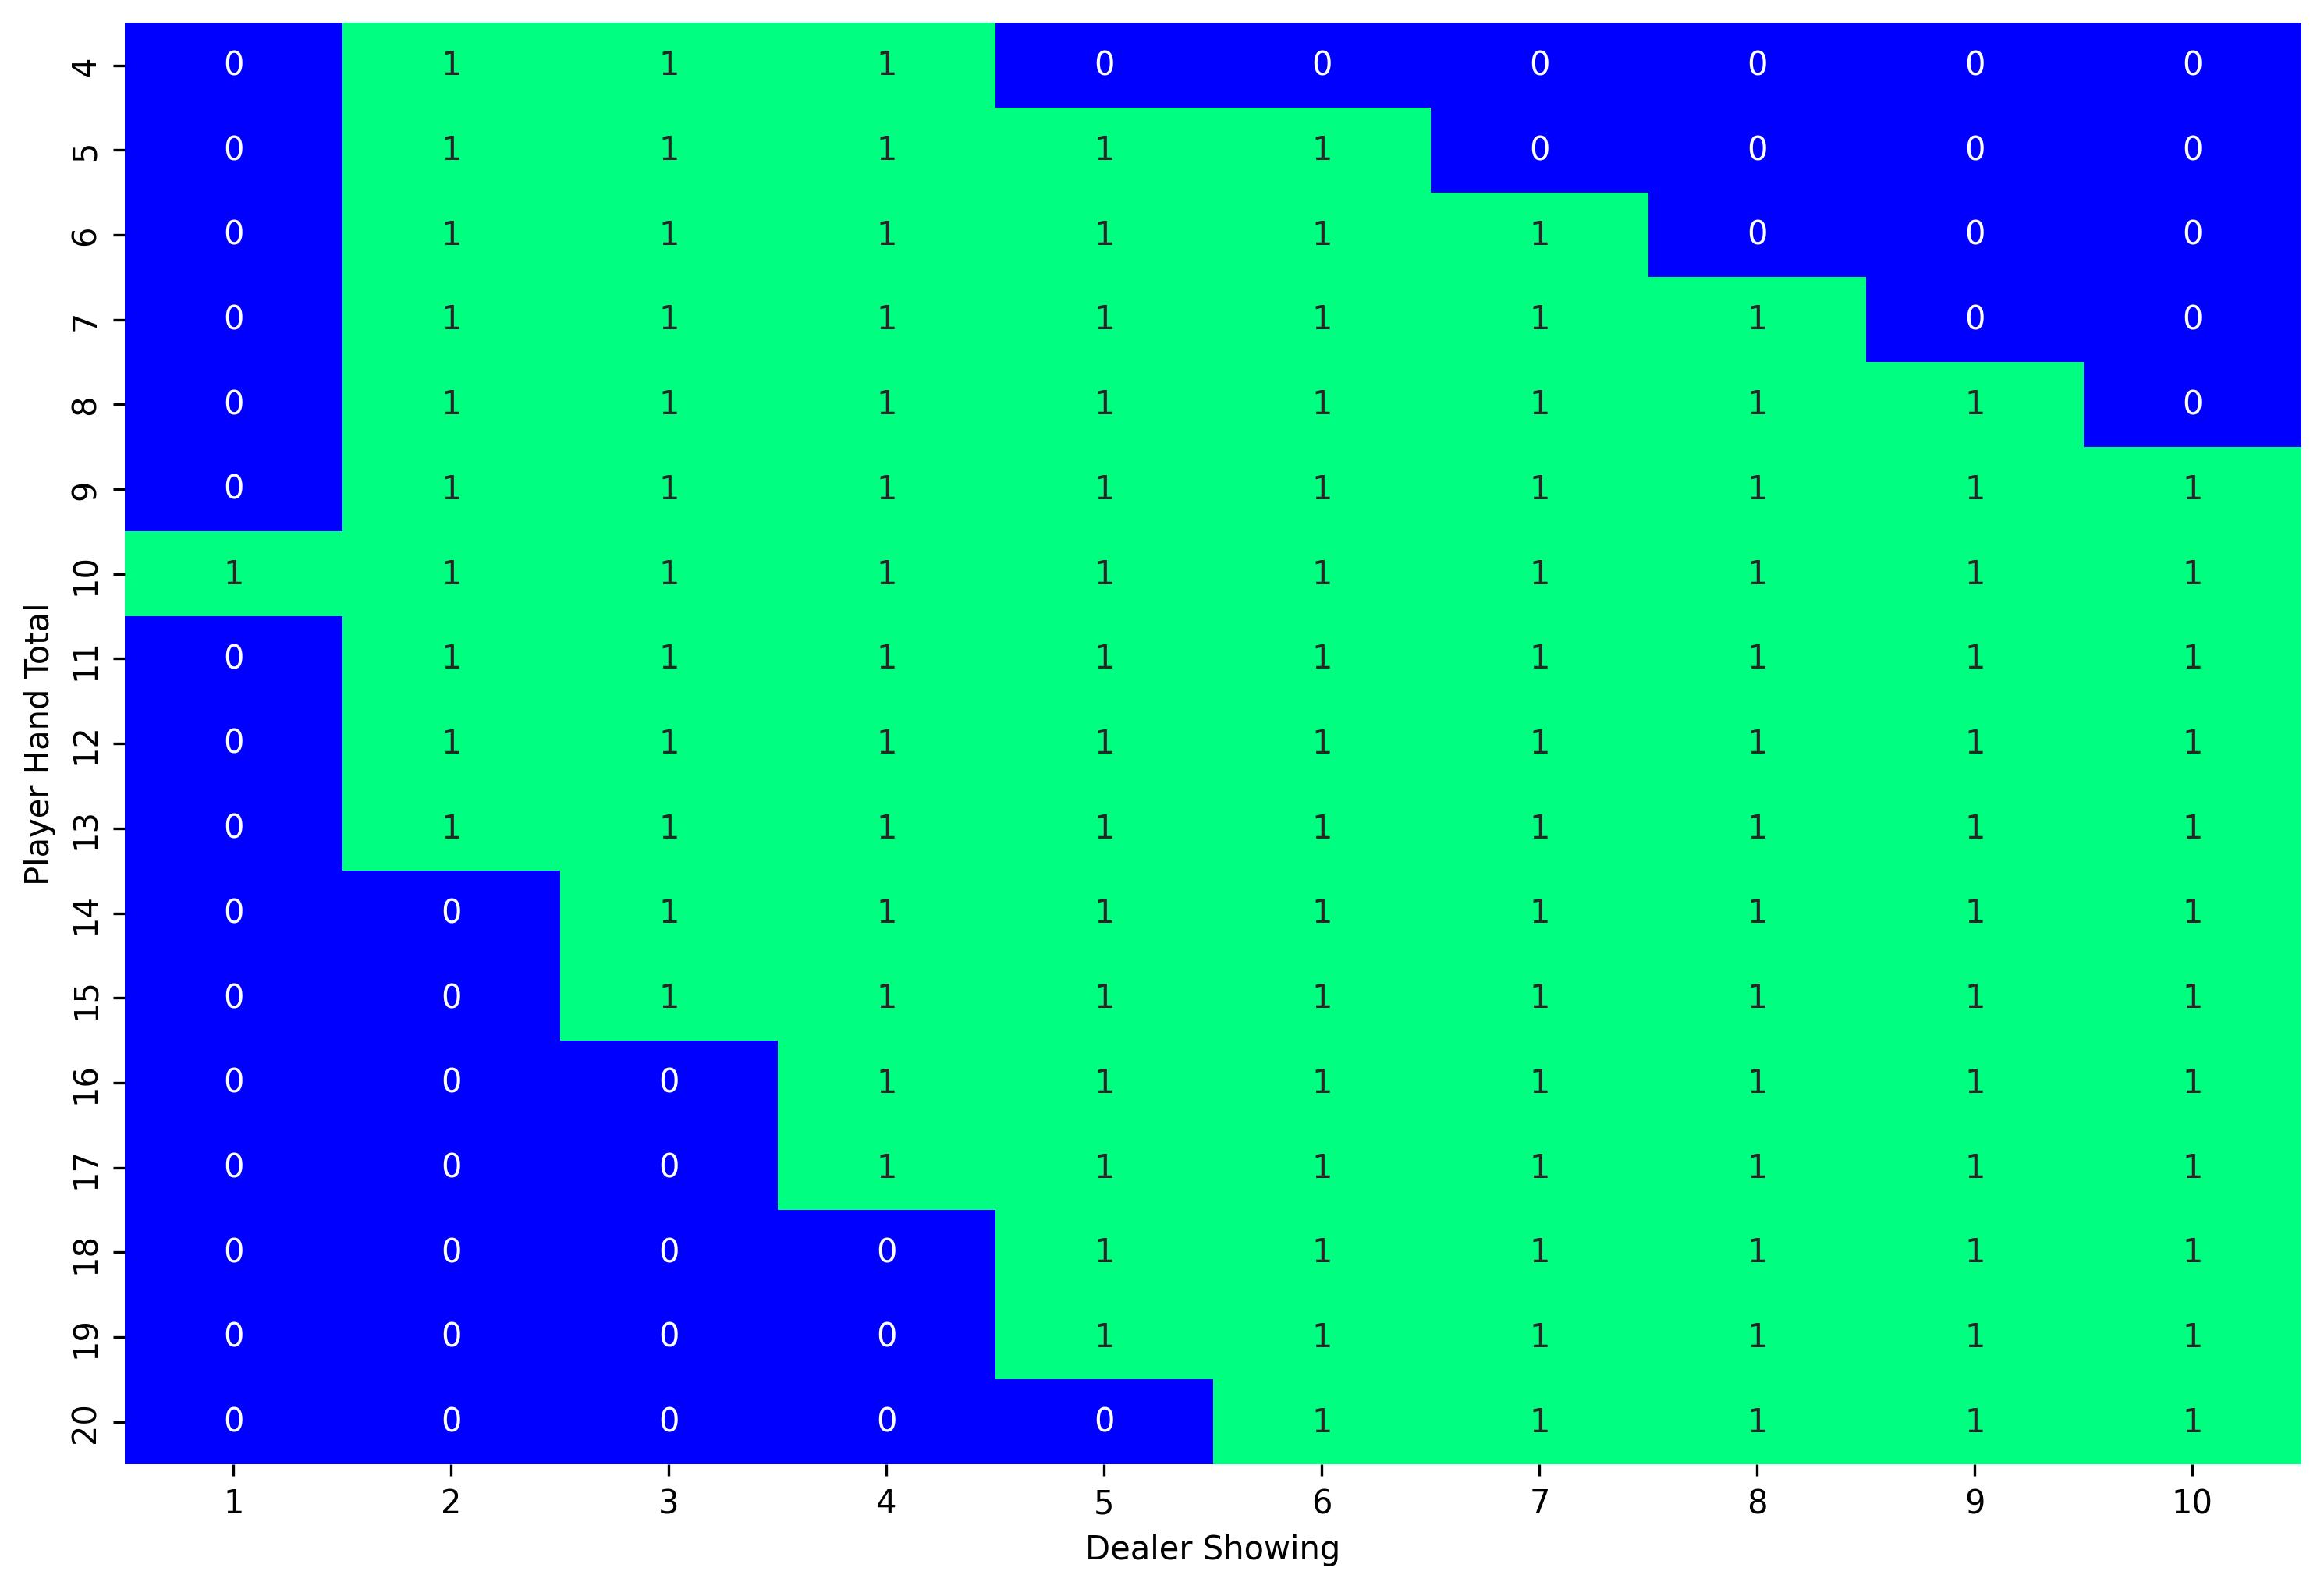 4 0 1 1 1 0 0 0 0 0 0
5 0 1 1 1 1 1 0 0 0 0
6 0 1 1 1 1 1 1 0 0 0
7 0 1 1 1 1 1 1 1 0 0
8 0 1 1 1 1 1 1 1 1 0
9 0 1 1 1 1 1 1 1 1 1
10 1 1 1 1 1 1 1 1 1 1
11 0 1 1 1 1 1 1 1 1 1
12 0 1 1 1 1 1 1 1 1 1
13 0 1 1 1 1 1 1 1 1 1
14 0 0 1 1 1 1 1 1 1 1
15 0 0 1 1 1 1 1 1 1 1
16 0 0 0 1 1 1 1 1 1 1
17 0 0 0 1 1 1 1 1 1 1
18 0 0 0 0 1 1 1 1 1 1
19 0 0 0 0 1 1 1 1 1 1
20 0 0 0 0 0 1 1 1 1 1
1 2 3 4 5 6 7 8 9 10
Dealer Showing
Player Hand Total